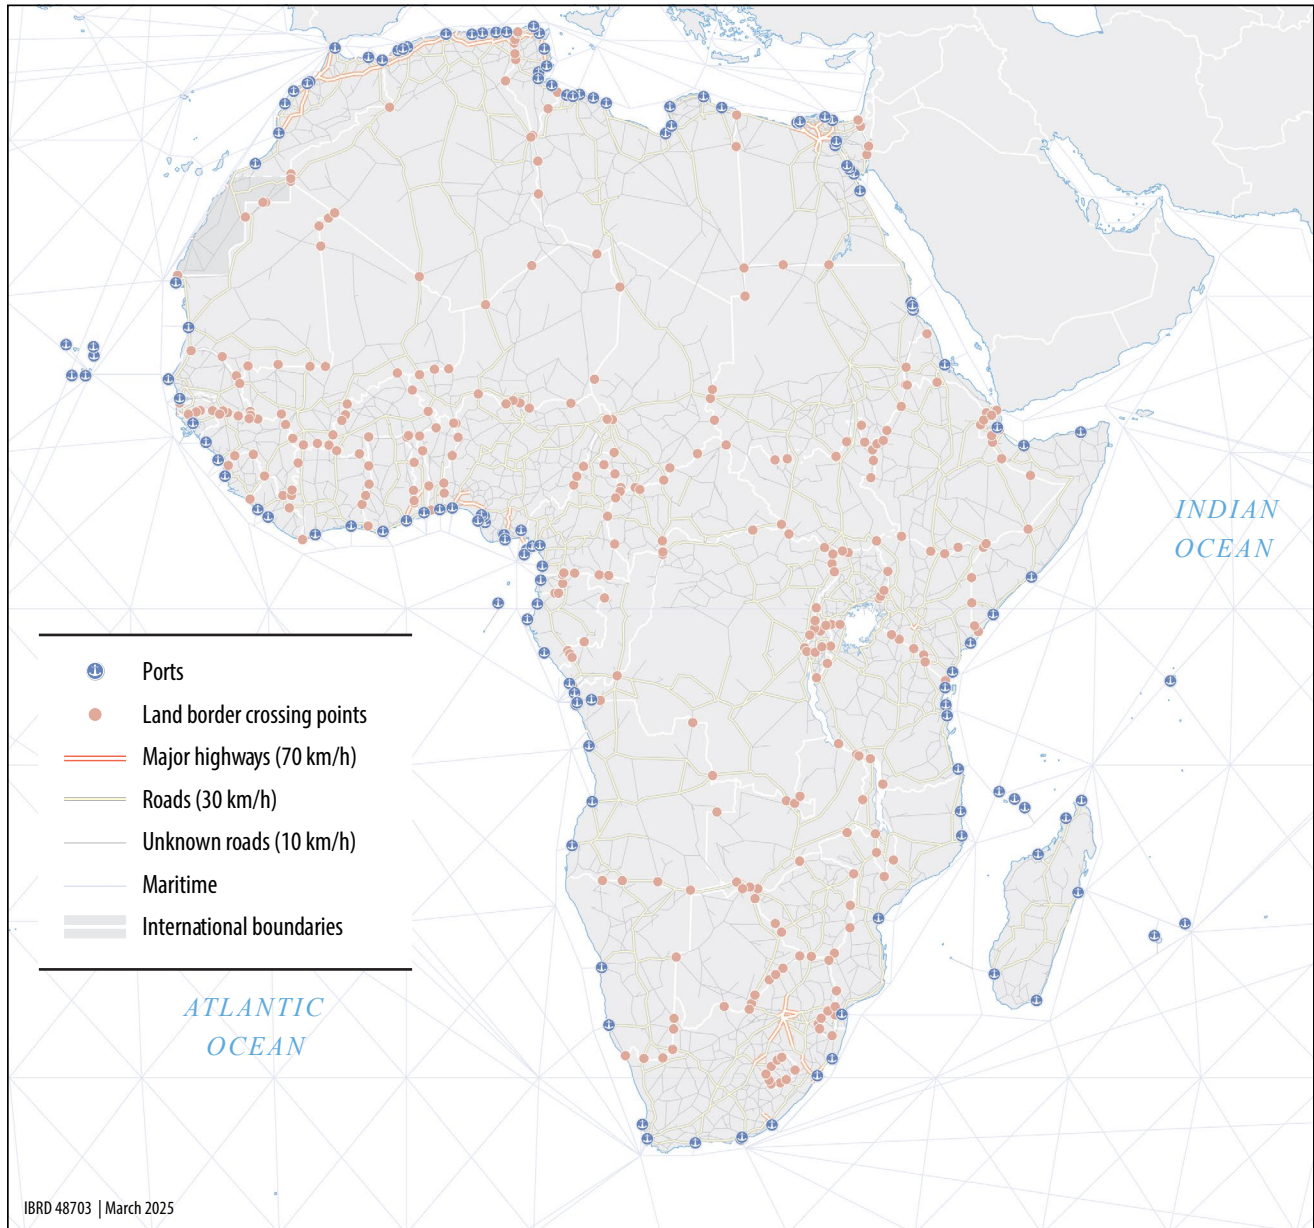 INDIAN
OCEAN
Ports
Land border crossing points
Major highways (70 km/h)
Roads (30 km/h)
Unknown roads (10 km/h)
Maritime
International boundaries
ATLANTIC
OCEAN
IBRD 48703 | March 2025